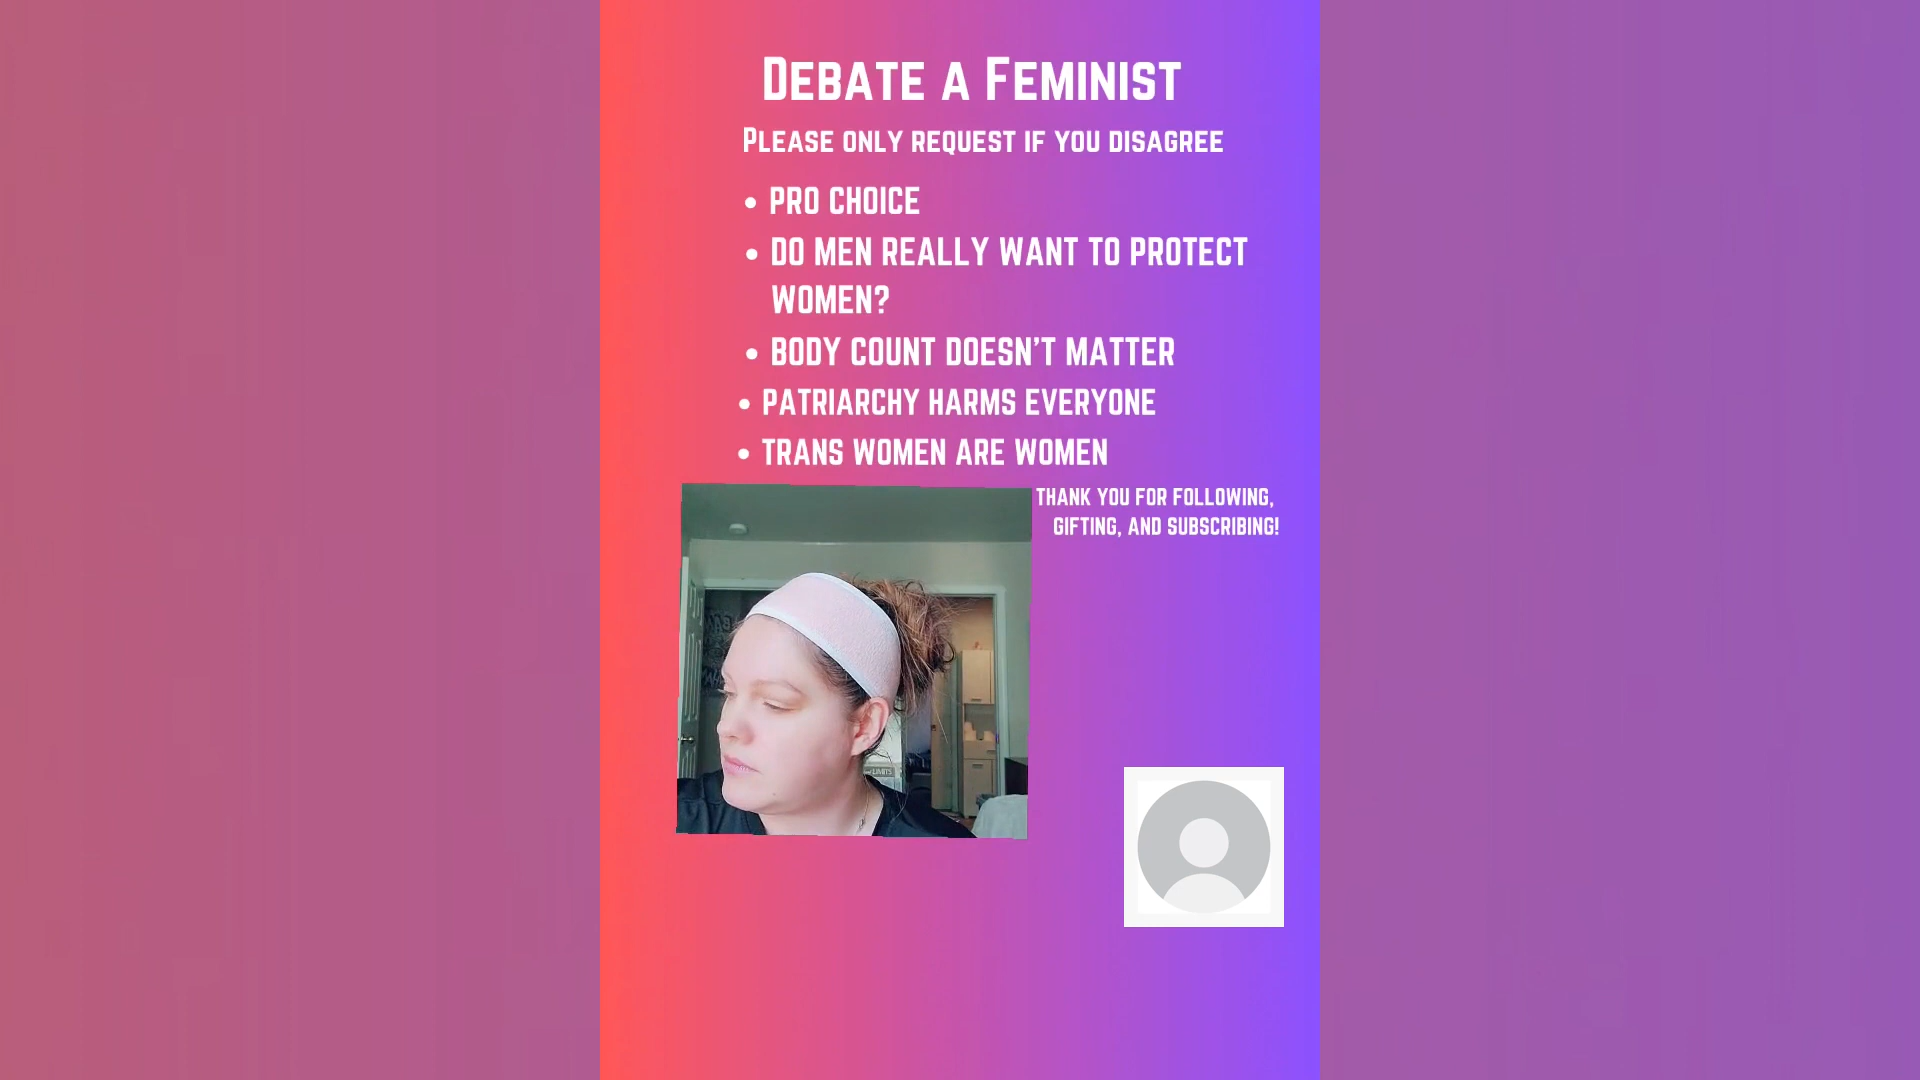 DEBATE A FEMINIST
PLEASE ONLY REQUEST IF YOU DISAGREE
• PRO CHOICE
• DO MEN REALLY WANT TO PROTECT
WOMEN?
• BODY COUNT DOESN'T MATTER
• PATRIARCHY HARMS EVERYONE
• TRANS WOMEN ARE WOMEN
THANK YOU FOR FOLLOWING,
GIFTING, AND SUBSCRIBING!
LIMITS